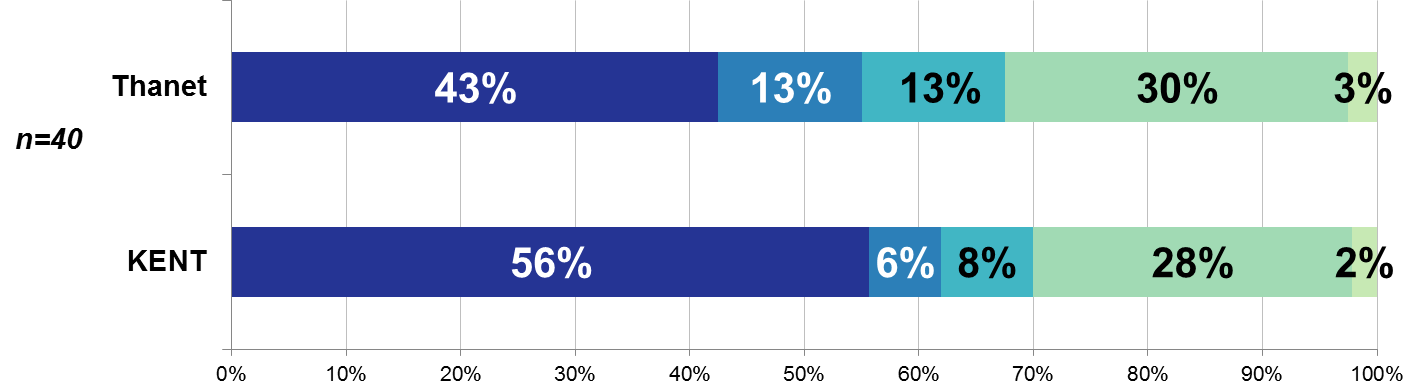 Thanet 43% 13% 13% 30% 3%
n=40
KENT 56% 6% 8% 28% 2%
0% 10% 20% 30% 40% 50% 60% 70% 80% 90% 100%